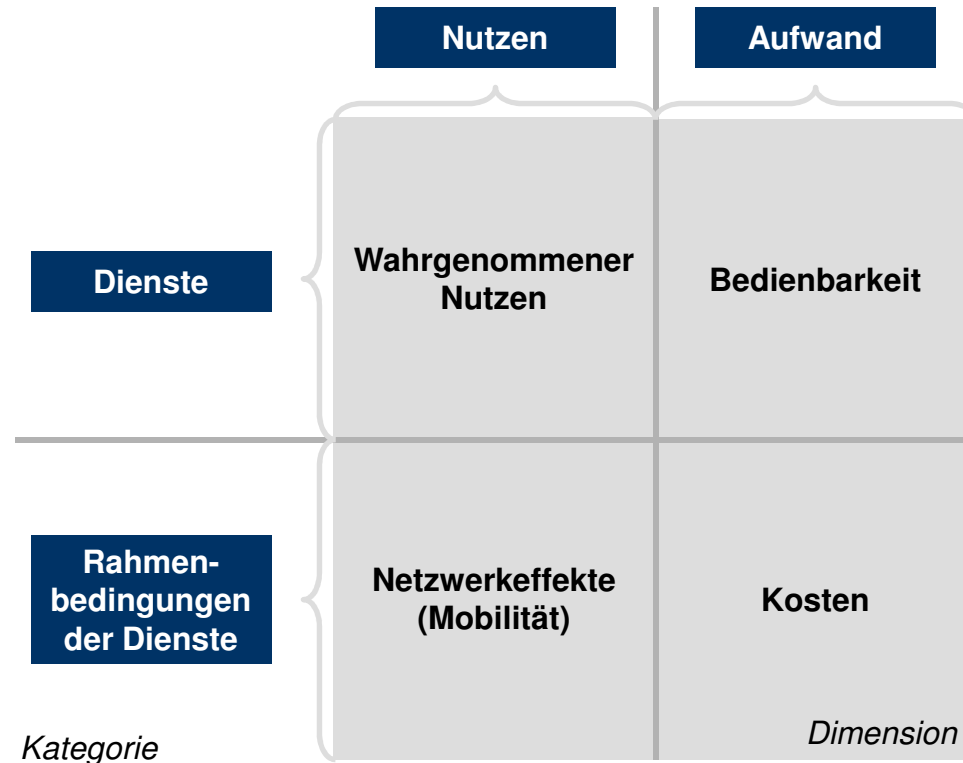 Nutzen
Aufwand
Dienste
Wahrgenommener
Nutzen
Bedienbarkeit
Rahmen-
bedingungen
der Dienste
Netzwerkeffekte
(Mobilität)
Kosten
Kategorie
Dimension